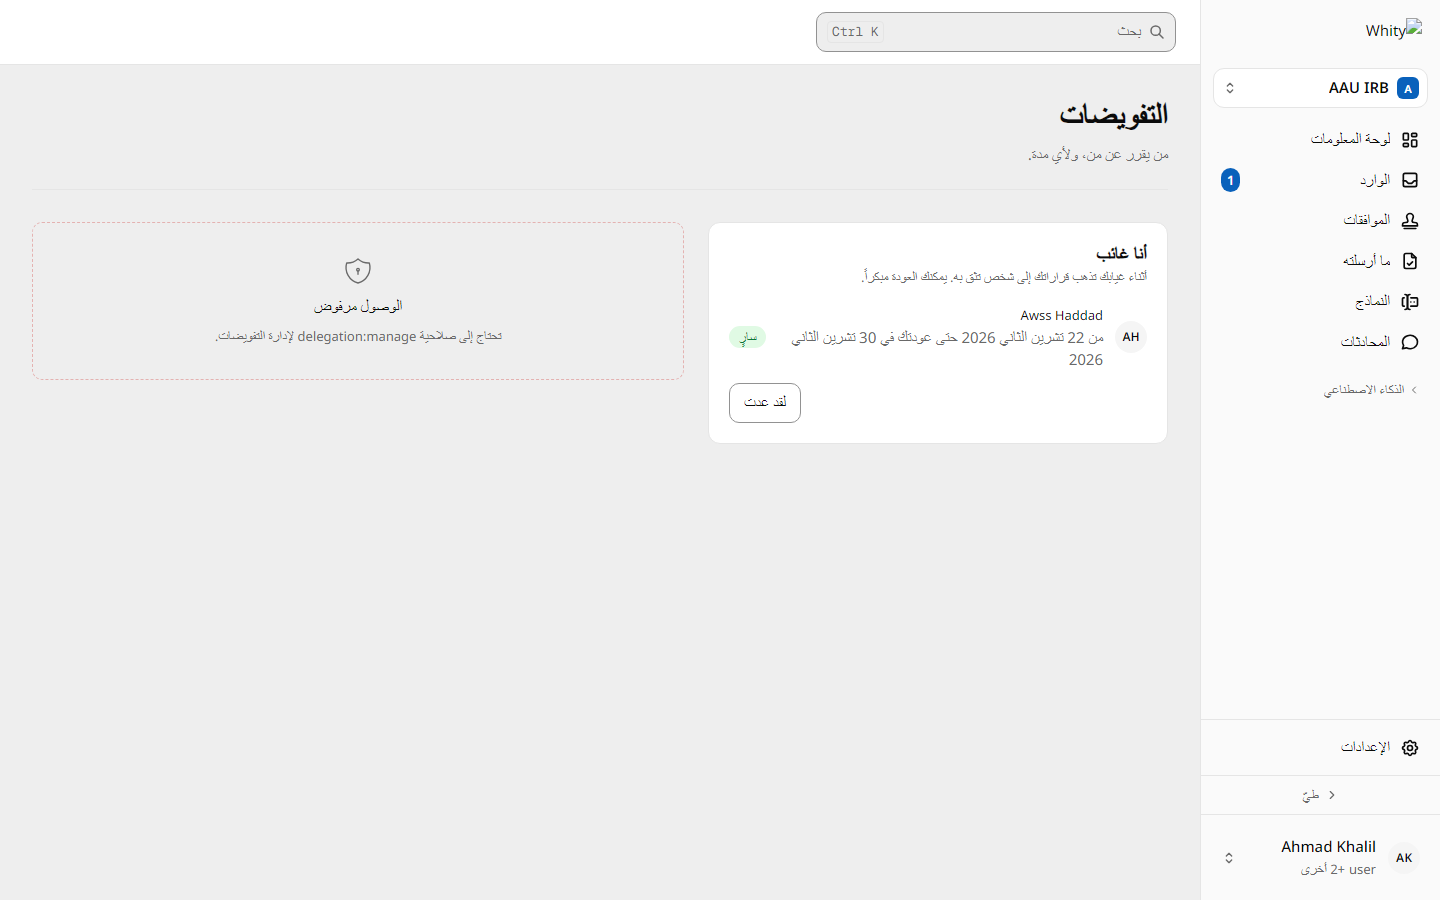 Whity
A AAU IRB
لوحة المعلومات
الوارد 1
الموافقات
ما أرسلته
النماذج
المحادثات
الذكاء الاصطناعي
الإعدادات
طيّ
AK Ahmad Khalil
user +2 أخرى
بحث Ctrl K
التفويضات
من يقرر عن من، ولأي مدة.
أنا غائب
أثناء غيابك تذهب قراراتك إلى شخص تثق به. يمكنك العودة مبكراً.
AH Awss Haddad
من 22 تشرين الثاني 2026 حتى عودتك في 30 تشرين الثاني
2026
سارٍ
لقد عدت
الوصول مرفوض
تحتاج إلى صلاحية delegation:manage لإدارة التفويضات.